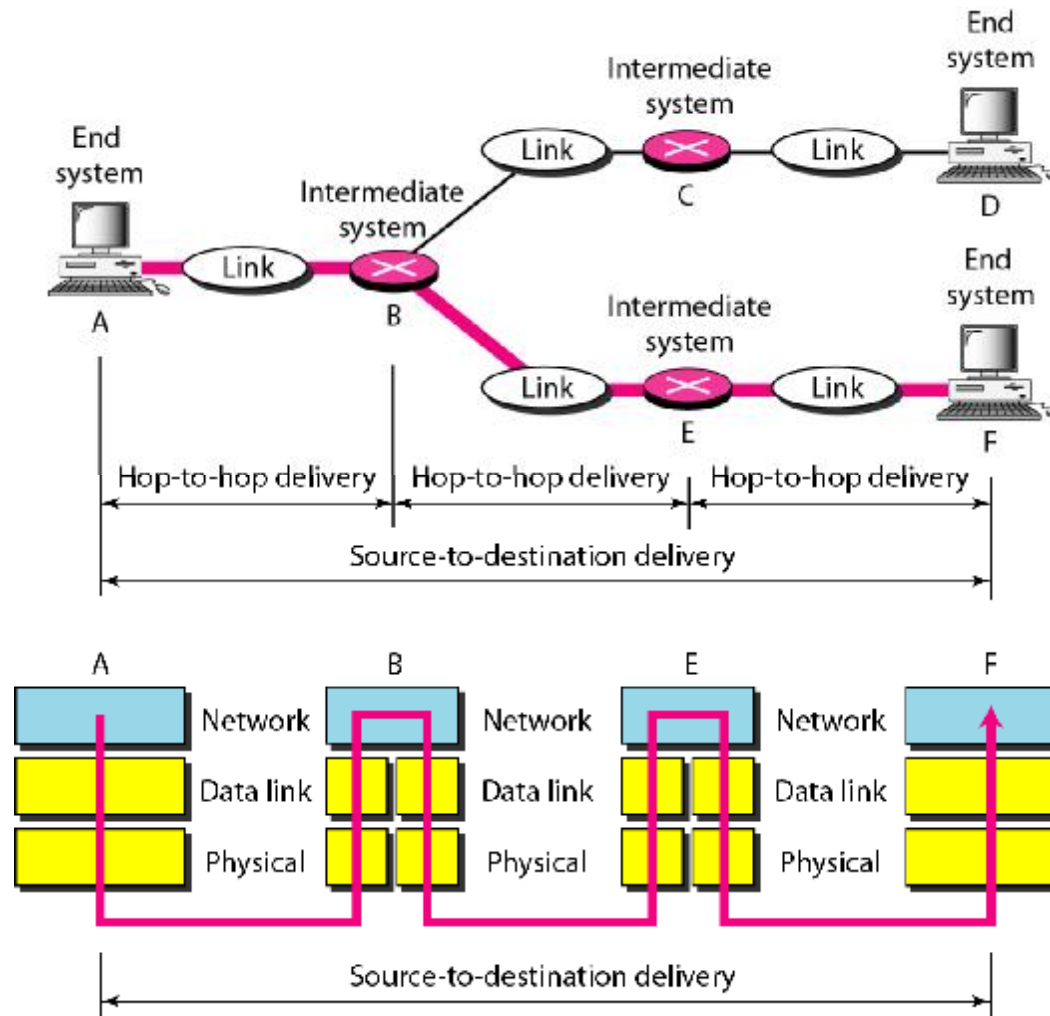 End
system
Intermediate
system
Link
Link
C
D
End
system
Intermediate
system
Link
A
B
End
system
Intermediate
system
Link
Link
E
F
Hop-to-hop delivery
Hop-to-hop delivery
Hop-to-hop delivery
Source-to-destination delivery
A
B
E
F
Network
Network
Network
Data link
Data link
Data link
Physical
Physical
Physical
Source-to-destination delivery